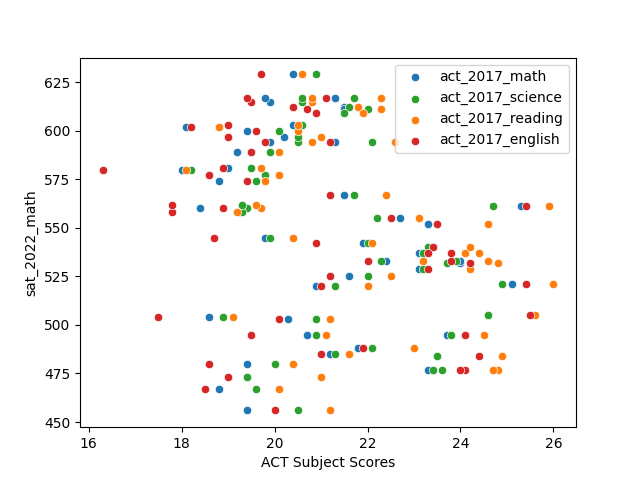 625
600
575
550
525
500
475
450
sat_2022_math
16
18
20
22
24
26
ACT Subject Scores
act_2017_math
act_2017_science
act_2017_reading
act_2017_english